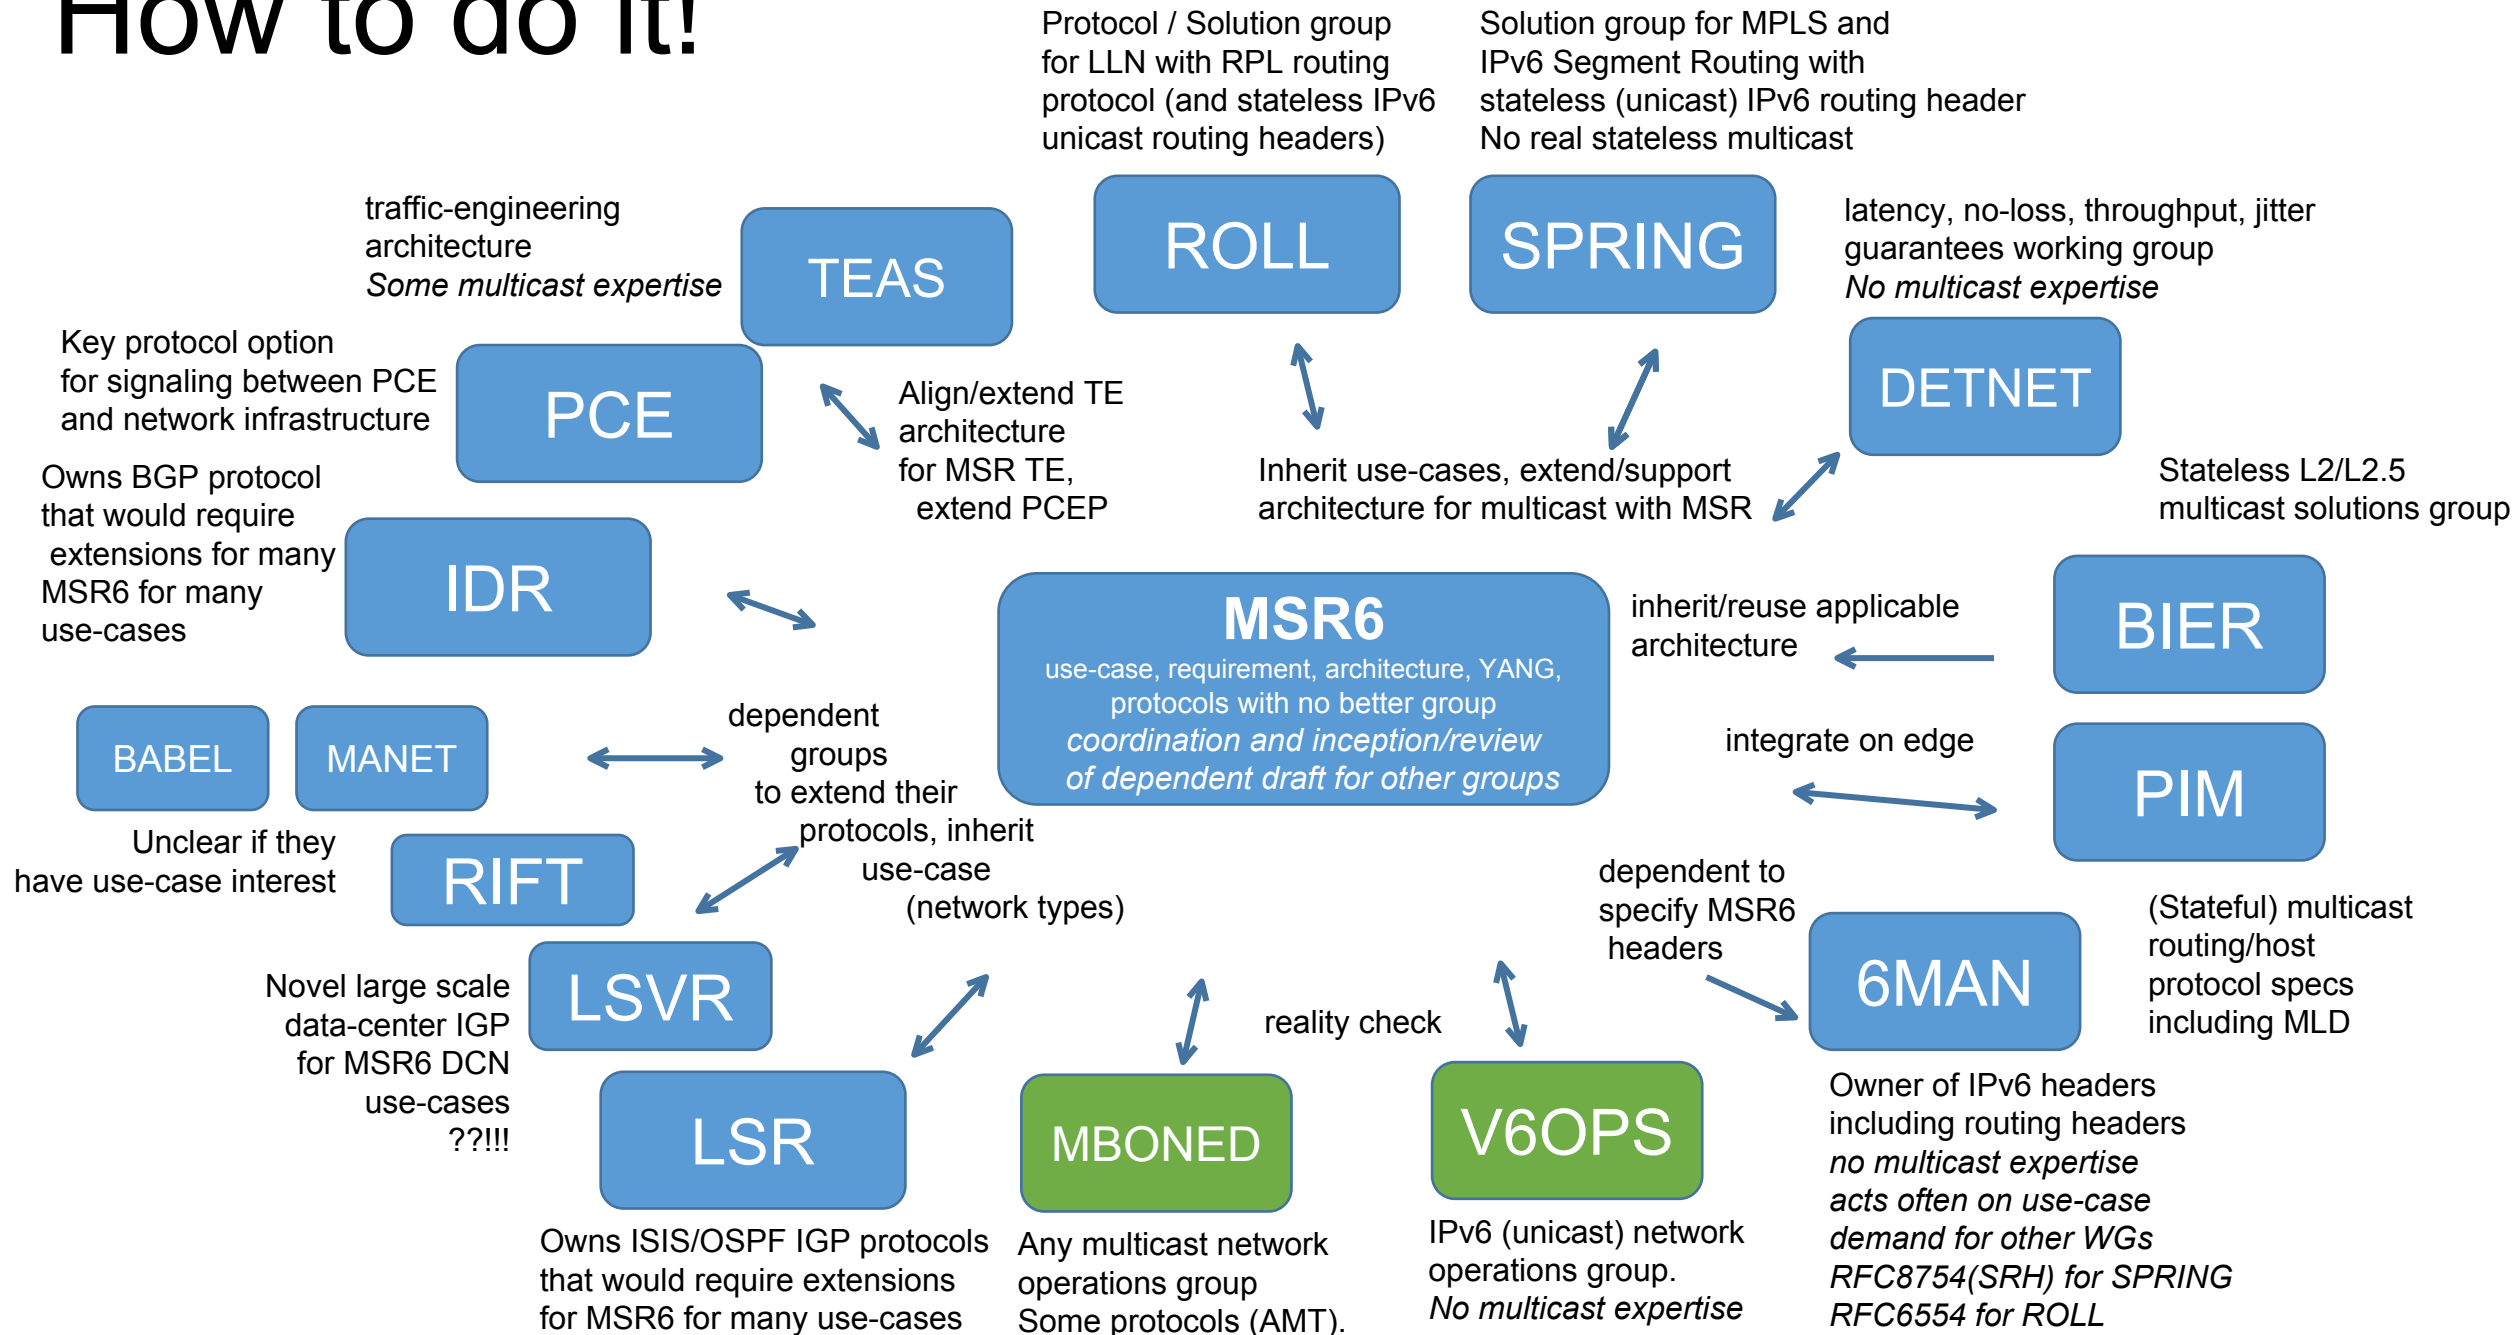 How to do it!
Protocol / Solution group
for LLN with RPL routing
protocol (and stateless IPv6
unicast routing headers)
Solution group for MPLS and
IPv6 Segment Routing with
stateless (unicast) IPv6 routing header
No real stateless multicast
traffic-engineering
architecture
Some multicast expertise
TEAS
ROLL
SPRING
latency, no-loss, throughput, jitter
guarantees working group
No multicast expertise
Key protocol option
for signaling between PCE
and network infrastructure
PCE
Align/extend TE
architecture
for MSR TE,
extend PCEP
DETNET
Inherit use-cases, extend/support
architecture for multicast with MSR
Stateless L2/L2.5
multicast solutions group
Owns BGP protocol
that would require
extensions for many
MSR6 for many
use-cases
IDR
MSR6
use-case, requirement, architecture, YANG,
protocols with no better group
coordination and inception/review
of dependent draft for other groups
inherit/reuse applicable
architecture
BIER
BABEL
MANET
dependent
groups
to extend their
protocols, inherit
use-case
(network types)
integrate on edge
PIM
Unclear if they
have use-case interest
RIFT
dependent to
specify MSR6
headers
6MAN
(Stateful) multicast
routing/host
protocol specs
including MLD
Novel large scale
data-center IGP
for MSR6 DCN
use-cases
??!!!
LSVR
reality check
LSR
MBONED
V6OPS
Owner of IPv6 headers
including routing headers
no multicast expertise
acts often on use-case
demand for other WGs
RFC8754(SRH) for SPRING
RFC6554 for ROLL
Owns ISIS/OSPF IGP protocols
that would require extensions
for MSR6 for many use-cases
Any multicast network
operations group
Some protocols (AMT).
IPv6 (unicast) network
operations group.
No multicast expertise